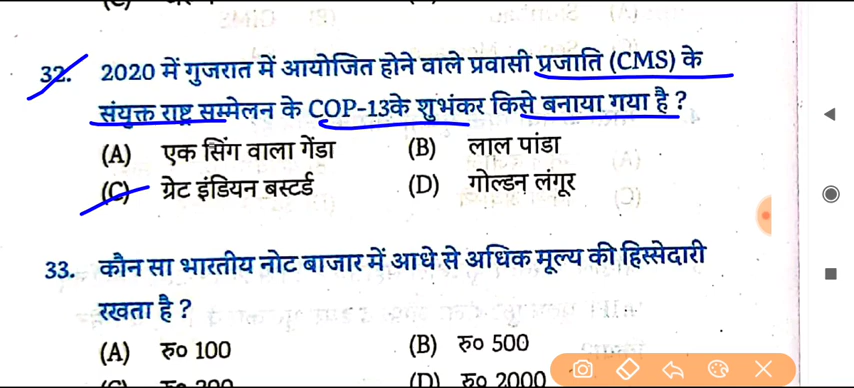 32. 2020 में गुजरात में आयोजित होने वाले प्रवासी प्रजाति (CMS) के
संयुक्त राष्ट्र सम्मेलन के COP-13के शुभंकर किसे बनाया गया है ?
(A) एक सिंग वाला गेंडा (B) लाल पांडा
(C) ग्रेट इंडियन बस्टर्ड (D) गोल्डन लंगूर
33. कौन सा भारतीय नोट बाजार में आधे से अधिक मूल्य की हिस्सेदारी
रखता है ?
(A) रु० 100 (B) रु० 500
(D) रु० 2000